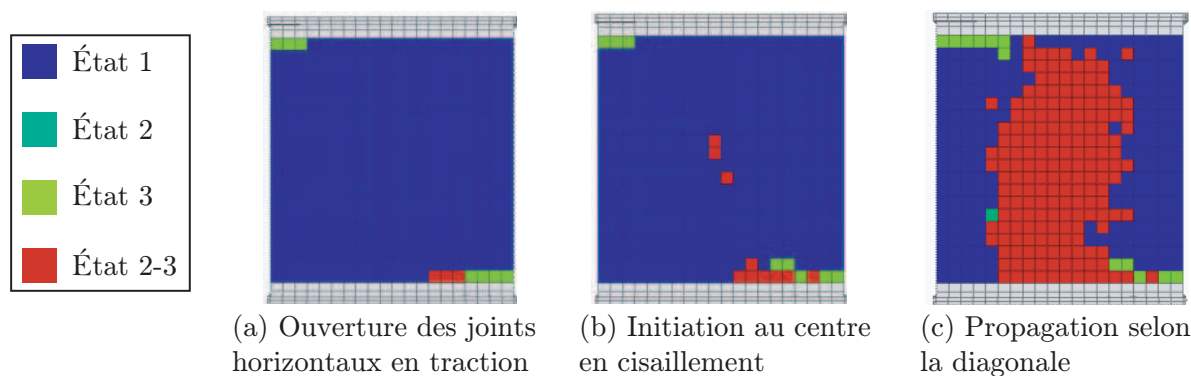 État 1
État 2
État 3
État 2-3
(a) Ouverture des joints
horizontaux en traction
(b) Initiation au centre
en cisaillement
(c) Propagation selon
la diagonale